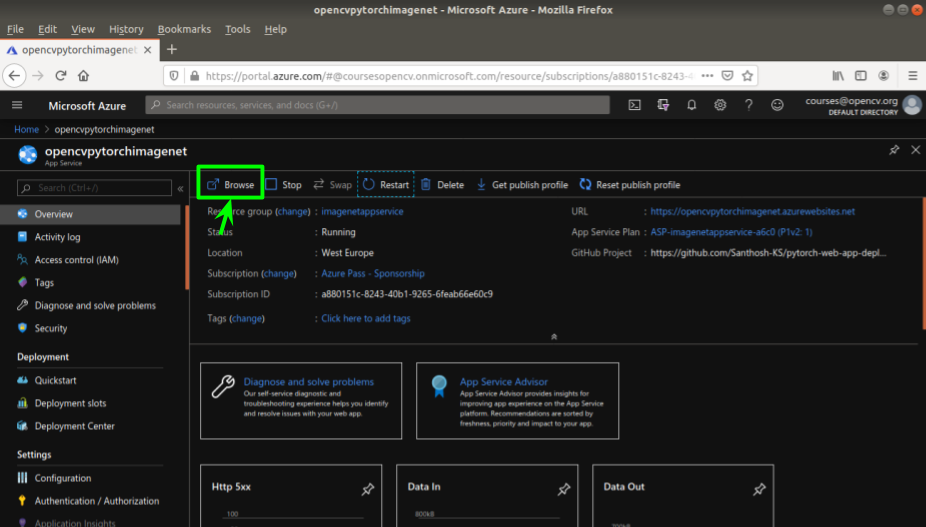 opencvpytorchimagenet - Microsoft Azure - Mozilla Firefox
File Edit View History Bookmarks Tools Help
opencvpytorchimagenet
https://portal.azure.com/#@coursesopencv.onmicrosoft.com/resource/subscriptions/a880151c-8243-4
Microsoft Azure
Search resources, services, and docs (G+/)
courses@opencv.org
DEFAULT DIRECTORY
Home > opencvpytorchimagenet
opencvpytorchimagenet
App Service
Search (Ctrl+/)
Browse Stop Swap Restart Delete Get publish profile Reset publish profile
Overview
Activity log
Access control (IAM)
Tags
Diagnose and solve problems
Security
Deployment
Quickstart
Deployment slots
Deployment Center
Settings
Configuration
Authentication / Authorization
Application Insights
Resource group (change) : imagenetappservice
Status : Running
Location : West Europe
Subscription (change) : Azure Pass - Sponsorship
Subscription ID : a880151c-8243-40b1-9265-6feab66e60c9
Tags (change) : Click here to add tags
URL : https://opencvpytorchimagenet.azurewebsites.net
App Service Plan : ASP-imagenetappservice-a6c0 (P1v2: 1)
GitHub Project : https://github.com/Santhosh-KS/pytorch-web-app-depl...
Diagnose and solve problems
Our self-service diagnostic and
troubleshooting experience helps you identify
and resolve issues with your web app.
App Service Advisor
App Service Advisor provides insights for
improving app experience on the App Service
platform. Recommendations are sorted by
freshness, priority and impact to your app.
Http 5xx
100
Data In
800kB
Data Out